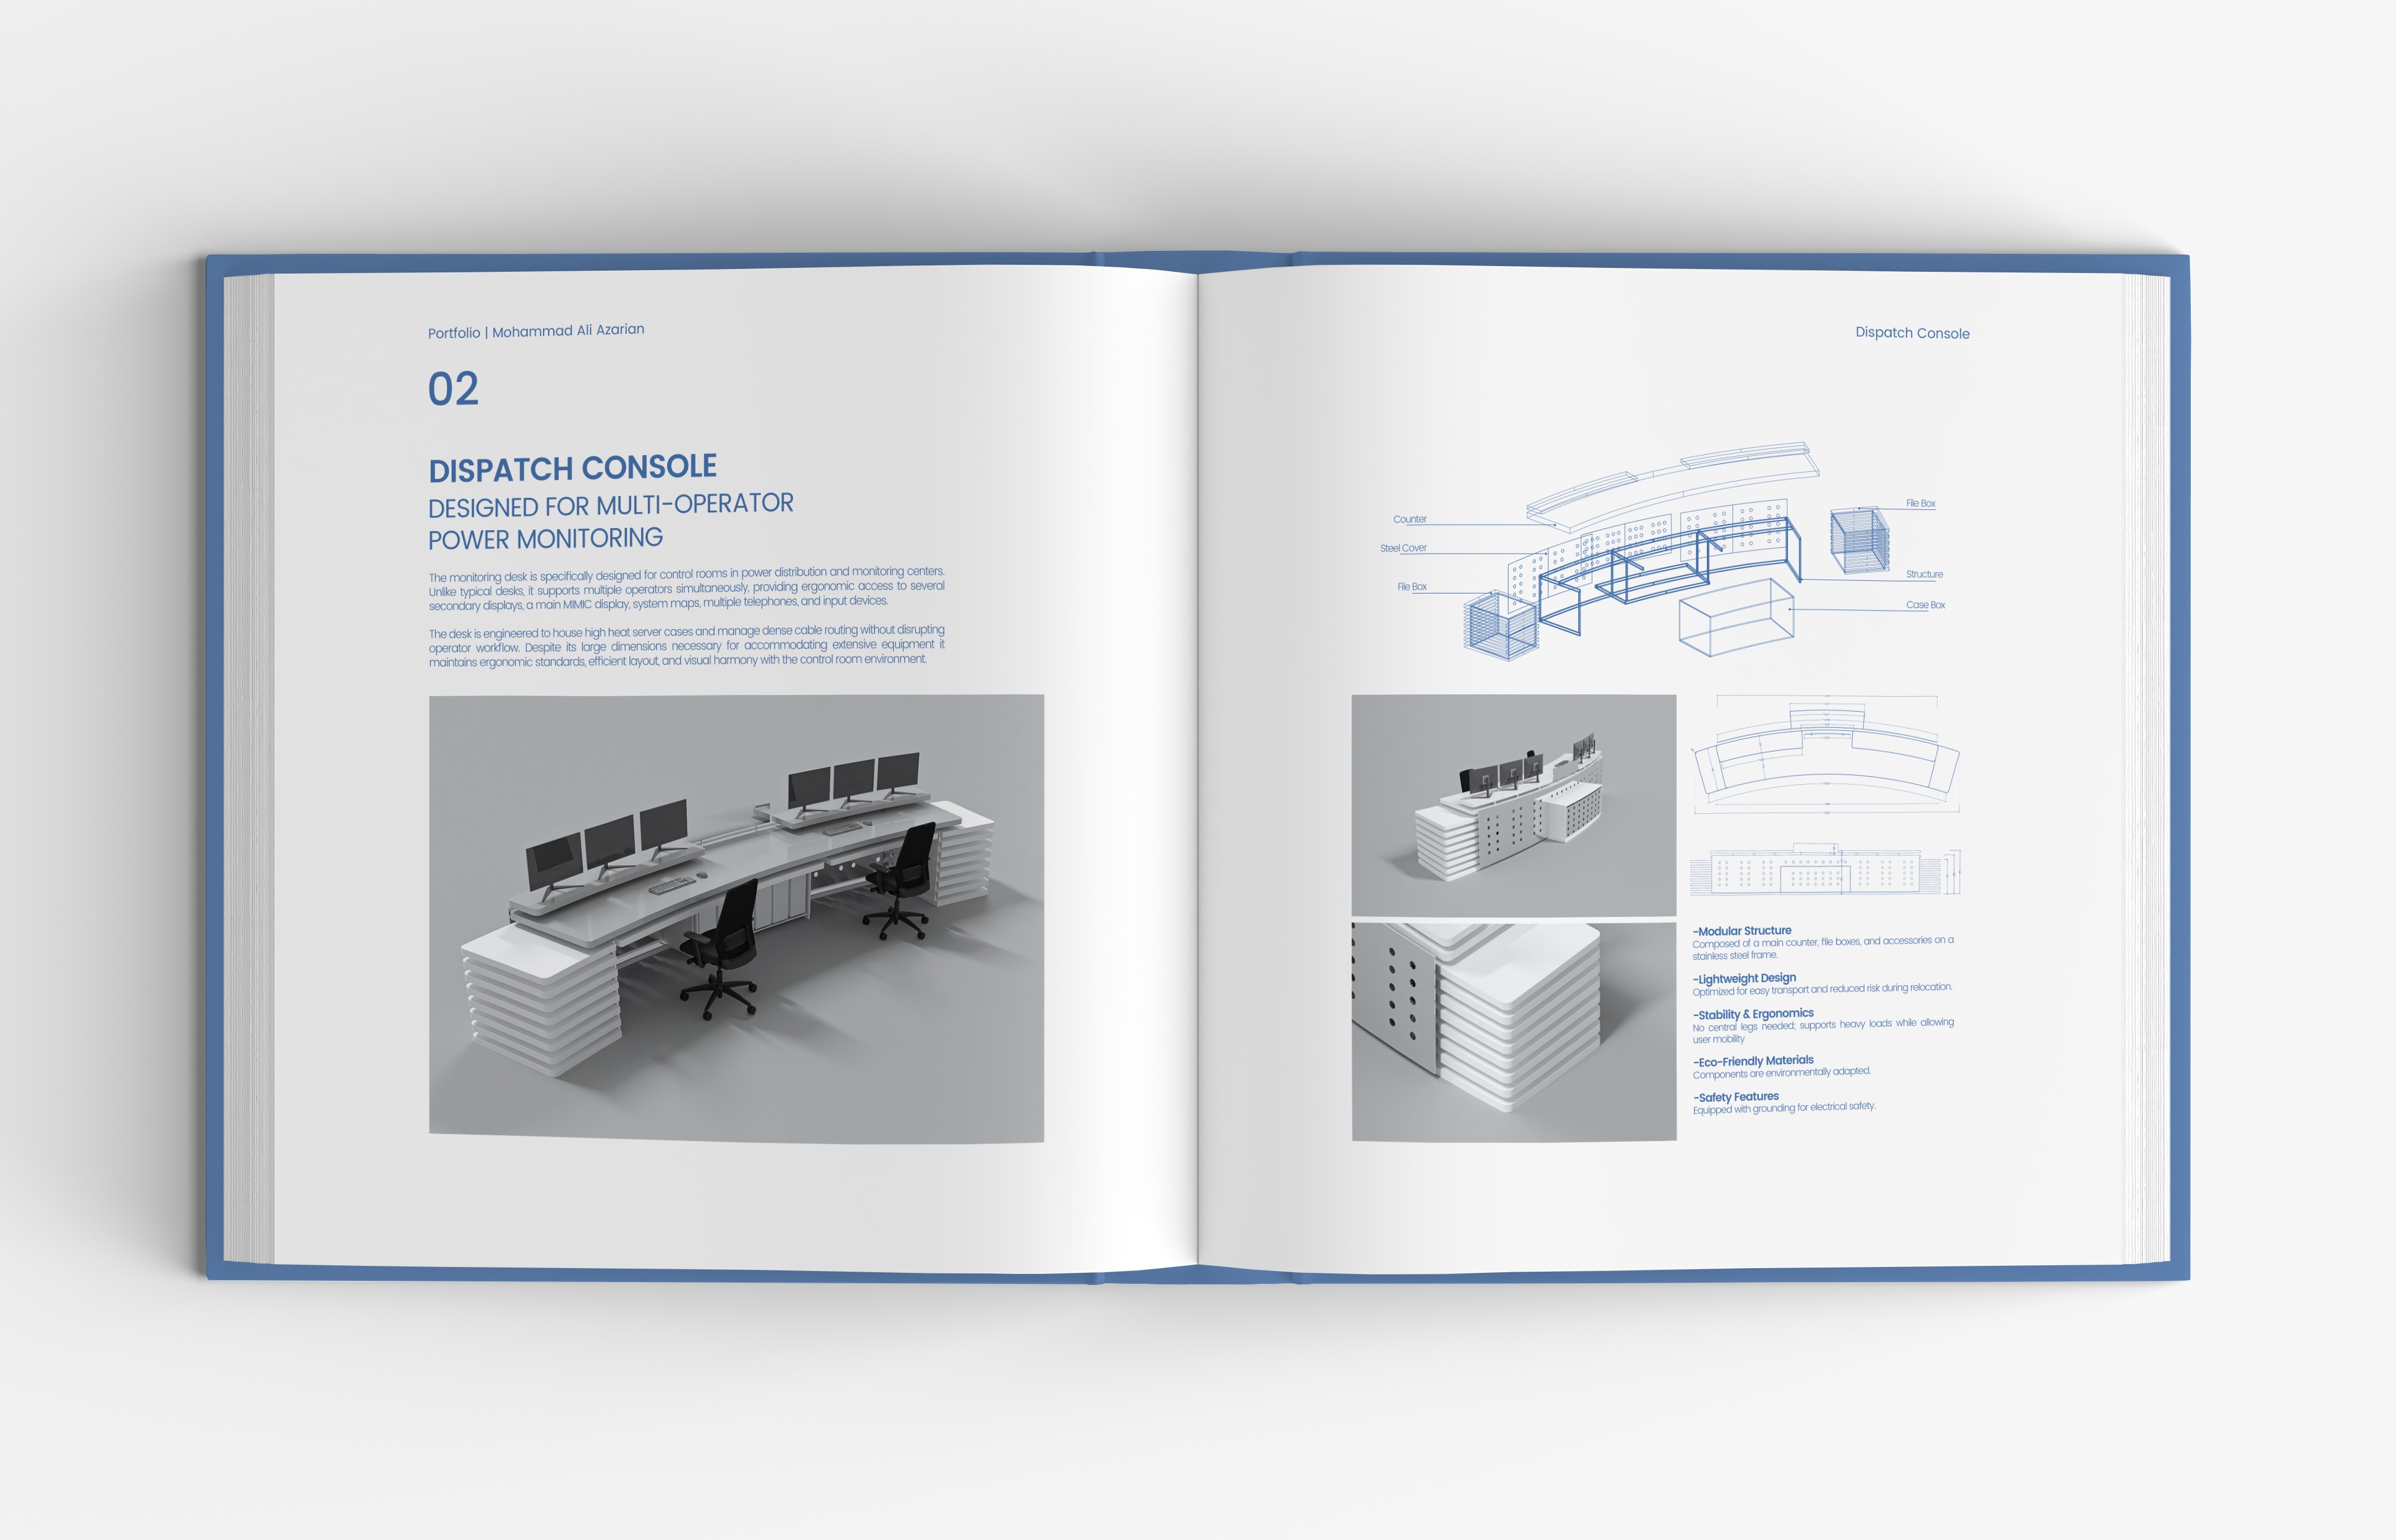 Portfolio | Mohammad Ali Azarian
02
DISPATCH CONSOLE
DESIGNED FOR MULTI-OPERATOR
POWER MONITORING
The monitoring desk is specifically designed for control rooms in power distribution and monitoring centers.
Unlike typical desks, it supports multiple operators simultaneously, providing ergonomic access to several
secondary displays, a main MIMIC display, system maps, multiple telephones, and input devices.
The desk is engineered to house high heat server cases and manage dense cable routing without disrupting
operator workflow. Despite its large dimensions necessary for accommodating extensive equipment it
maintains ergonomic standards, efficient layout, and visual harmony with the control room environment.
Dispatch Console
Counter
Steel Cover
File Box
File Box
Structure
Case Box
-Modular Structure
Composed of a main counter, file boxes, and accessories on a
stainless steel frame.
-Lightweight Design
Optimized for easy transport and reduced risk during relocation.
-Stability & Ergonomics
No central legs needed; supports heavy loads while allowing
user mobility
-Eco-Friendly Materials
Components are environmentally adapted.
-Safety Features
Equipped with grounding for electrical safety.